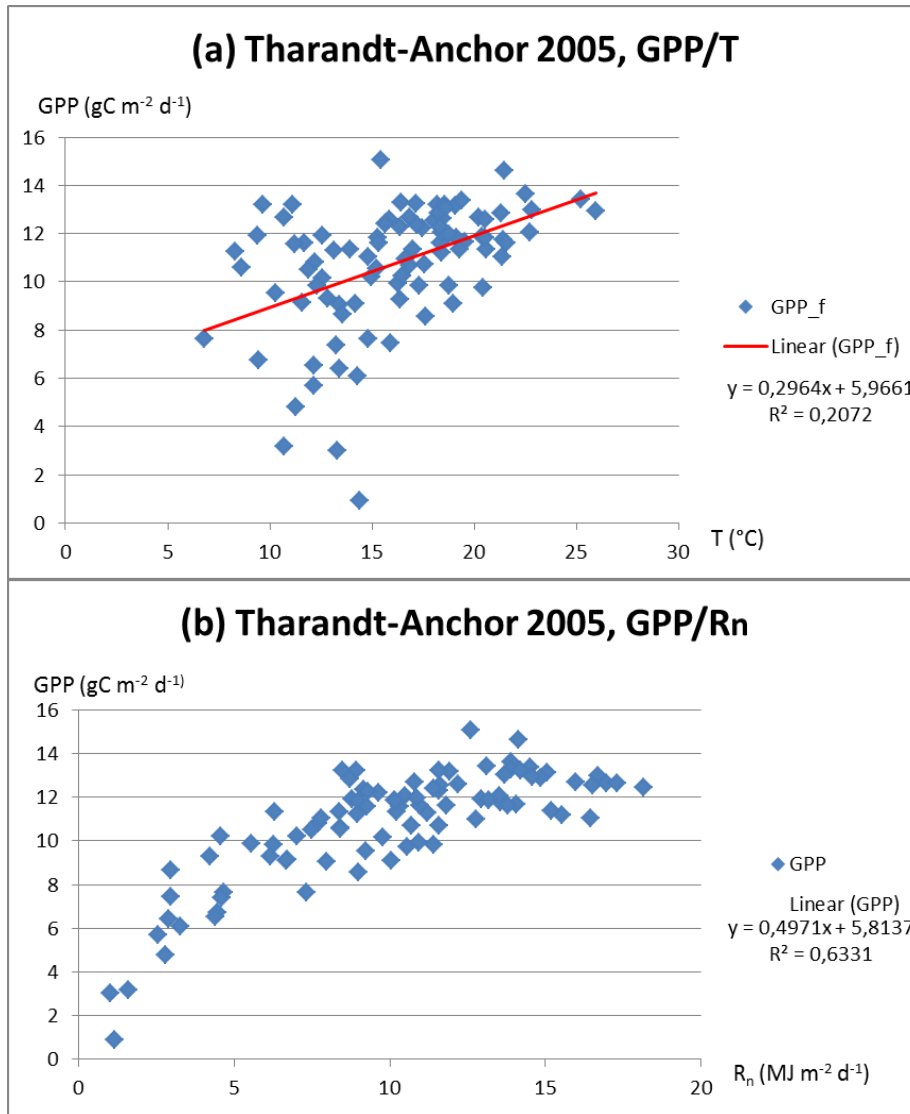 (a) Tharandt-Anchor 2005, GPP/T
GPP (gC m⁻² d⁻¹)
16
14
12
10
8
6
4
2
0
0 5 10 15 20 25 30
T (°C)
GPP_f
Linear (GPP_f)
y = 0,2964x + 5,9661
R² = 0,2072
(b) Tharandt-Anchor 2005, GPP/Rn
GPP (gC m⁻² d⁻¹)
16
14
12
10
8
6
4
2
0
0 5 10 15 20
Rₙ (MJ m⁻² d⁻¹)
GPP
Linear (GPP)
y = 0,4971x + 5,8137
R² = 0,6331